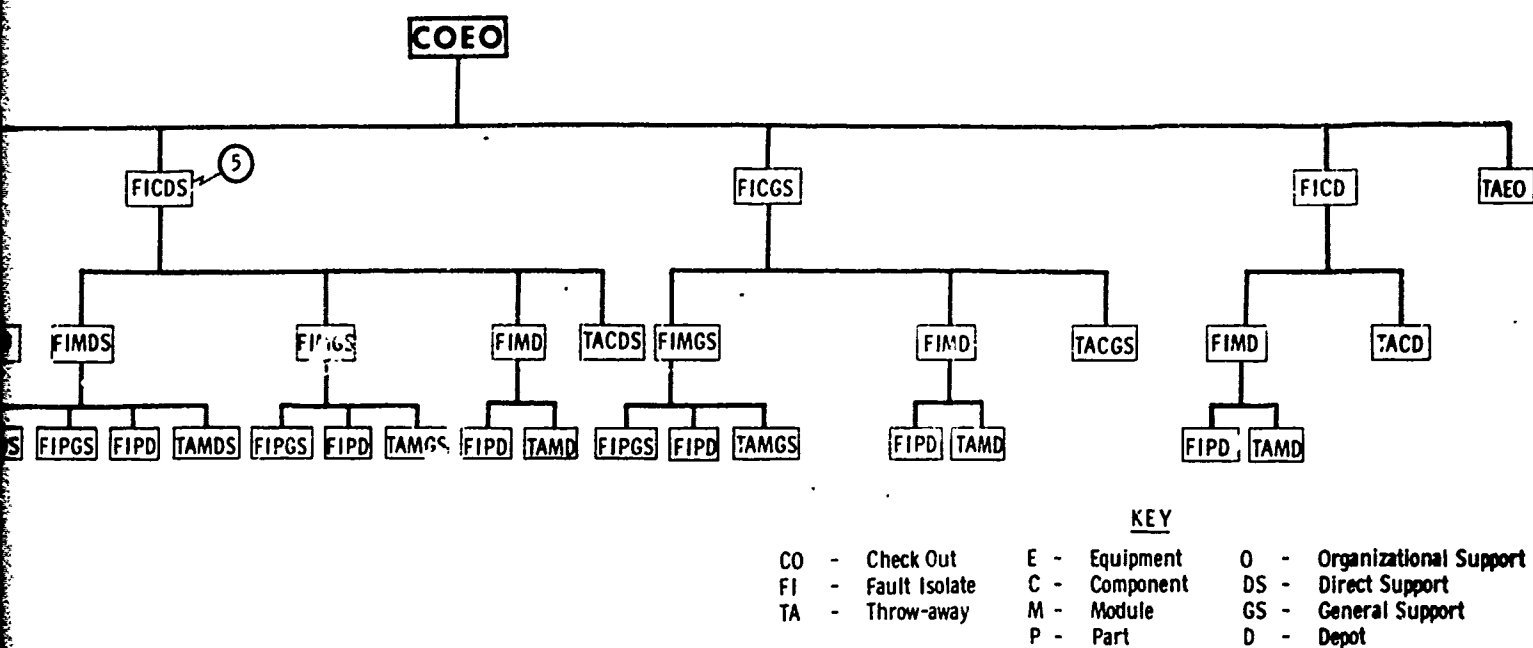 COEO
5
FICDS FICGS FICD TAEO
FIMDS FIMGS FIMD TACDS FIMGS FIMD TACGS FIMD TACD
FIPGS FIPD TAMDS FIPGS FIPD TAMGS FIPD TAMD FIPGS FIPD TAMGS FIPD TAMD FIPD TAMD
KEY
CO - Check Out E - Equipment O - Organizational Support
FI - Fault Isolate C - Component DS - Direct Support
TA - Throw-away M - Module GS - General Support
P - Part D - Depot